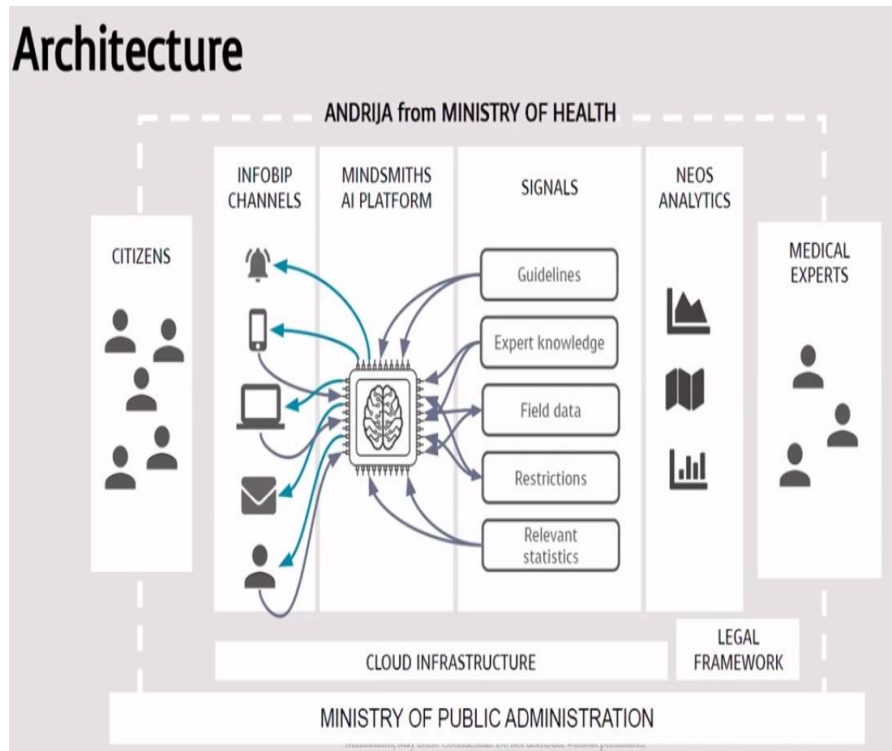 Architecture
ANDRIJA from MINISTRY OF HEALTH
CITIZENS
INFOBIP
CHANNELS
MINDSMITHS
AI PLATFORM
SIGNALS
Guidelines
Expert knowledge
Field data
Restrictions
Relevant
statistics
NEOS
ANALYTICS
MEDICAL
EXPERTS
CLOUD INFRASTRUCTURE
LEGAL
FRAMEWORK
MINISTRY OF PUBLIC ADMINISTRATION